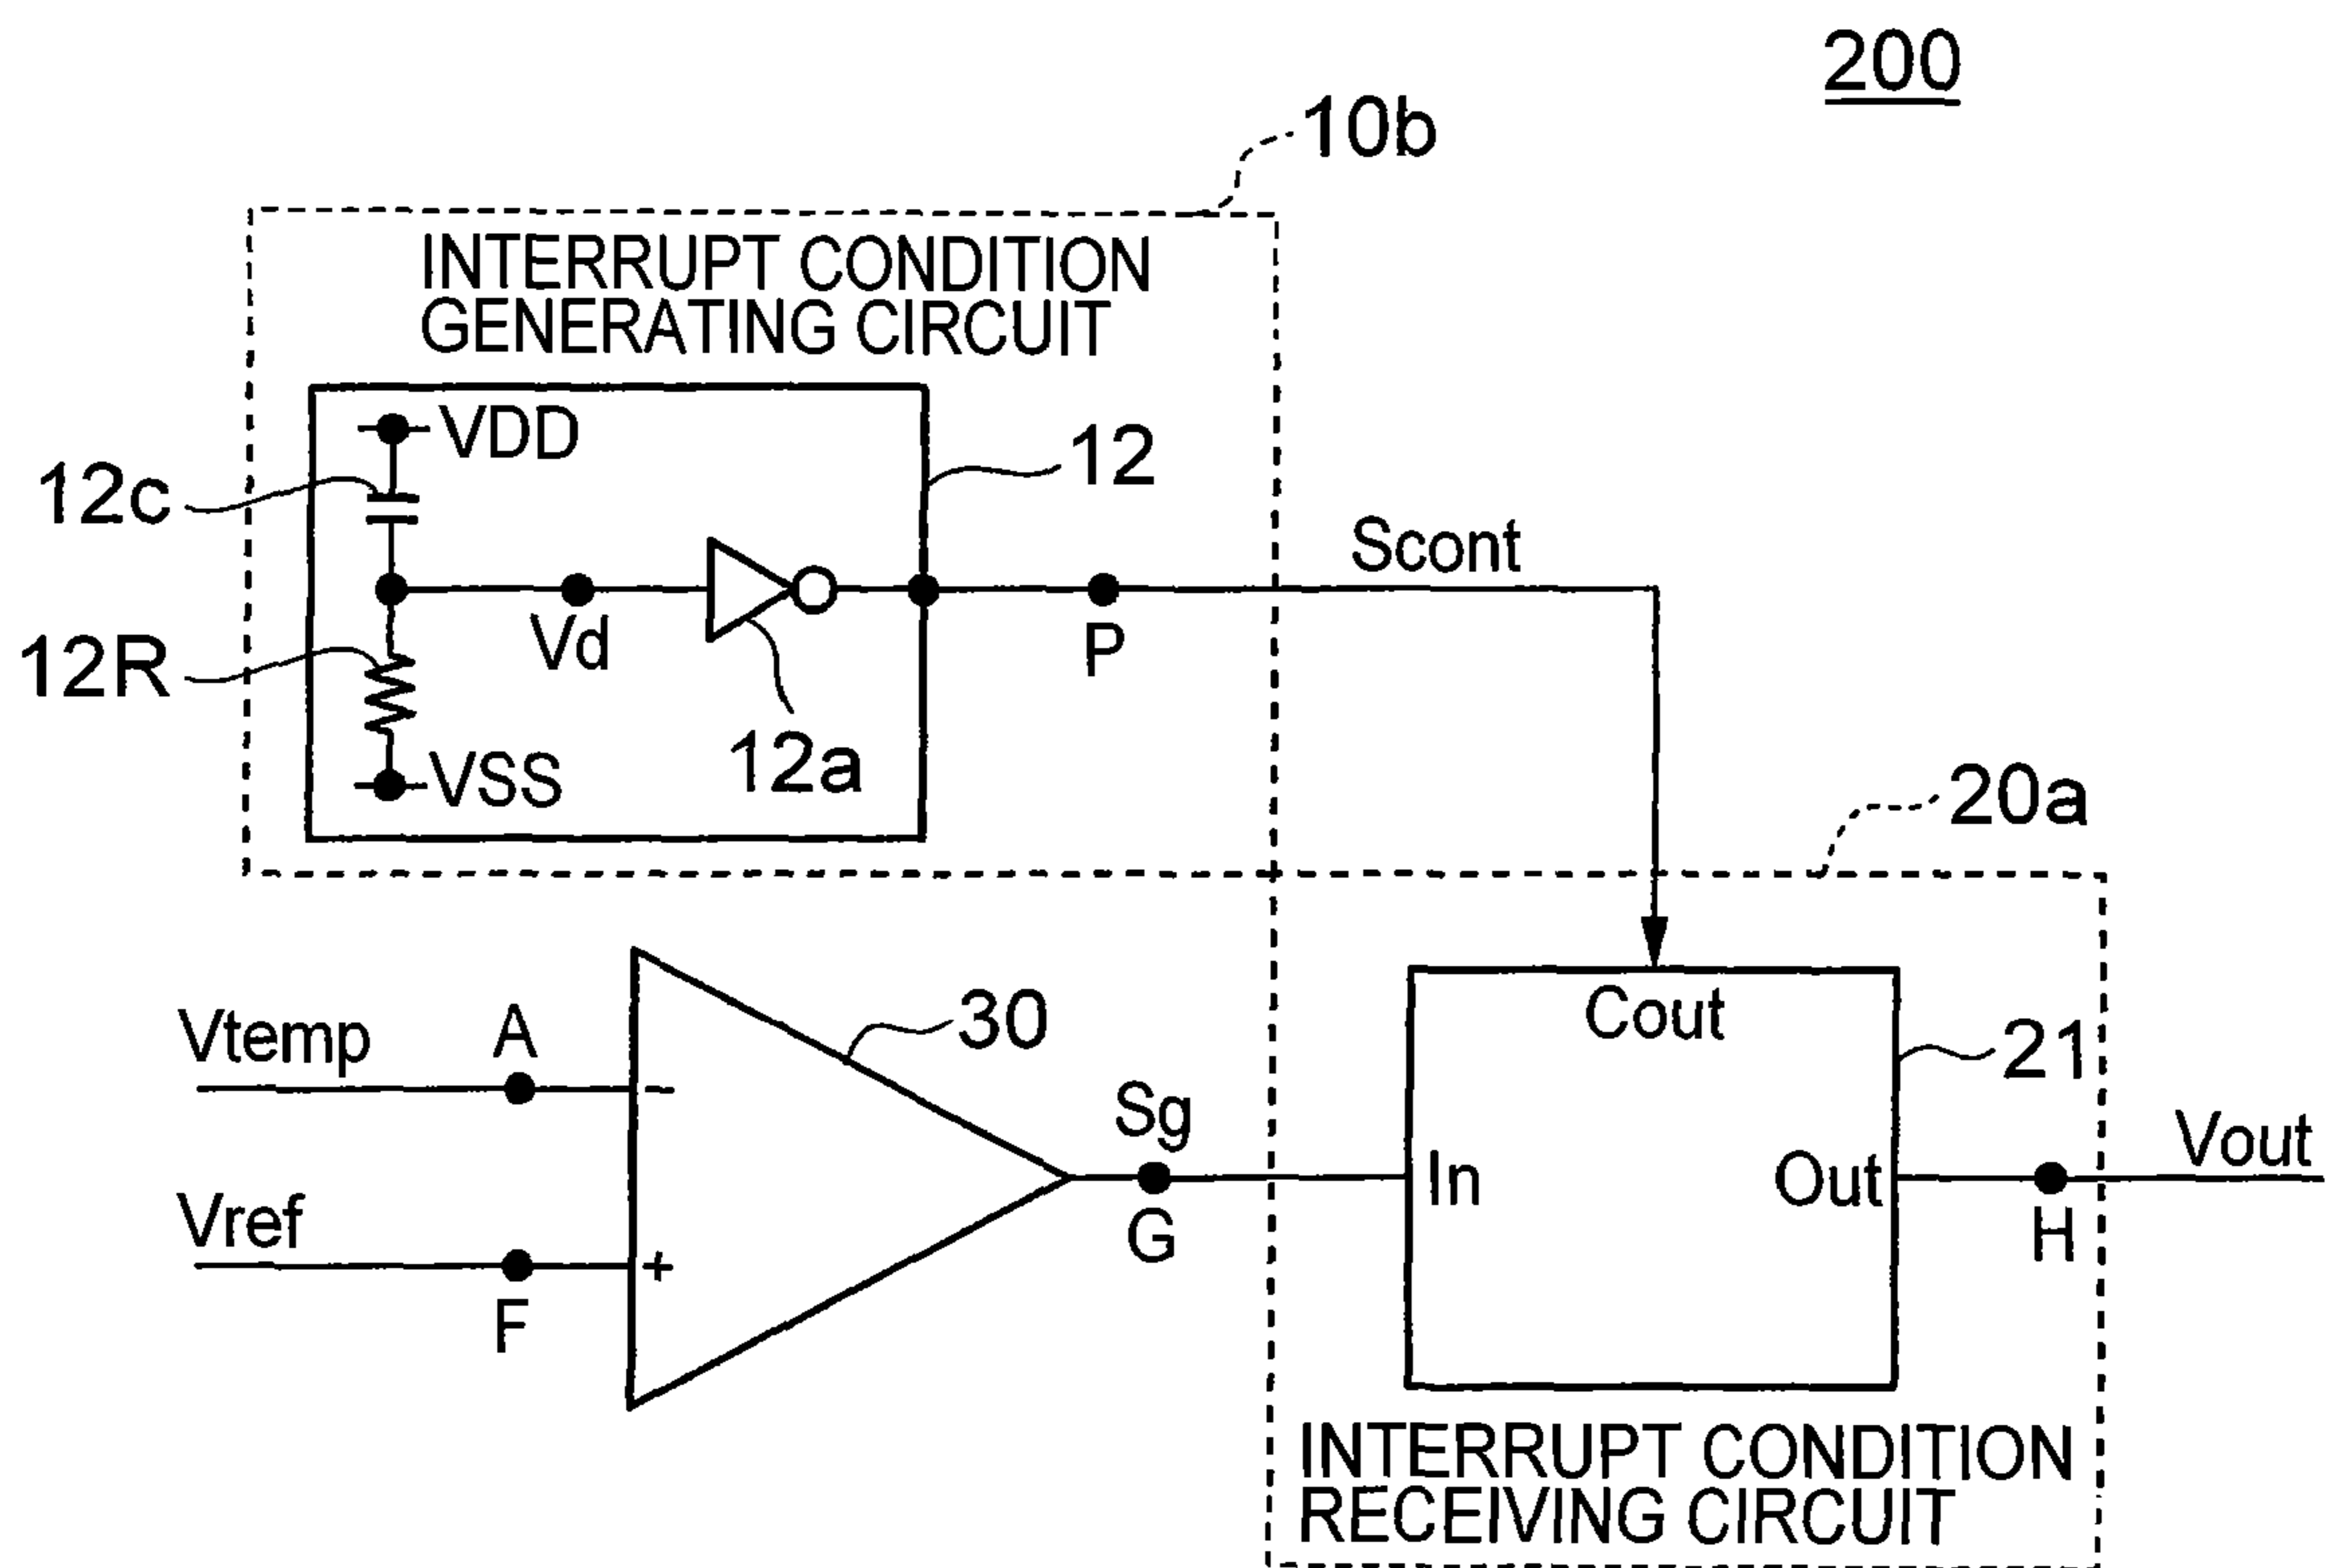 200
10b
INTERRUPT CONDITION
GENERATING CIRCUIT
VDD
12c
12
Scont
Vd
P
12R
12a
VSS
20a
Vtemp
A
-
30
Cout
21
Sg
Vref
F
+
G
In
Out
H
Vout
INTERRUPT CONDITION
RECEIVING CIRCUIT